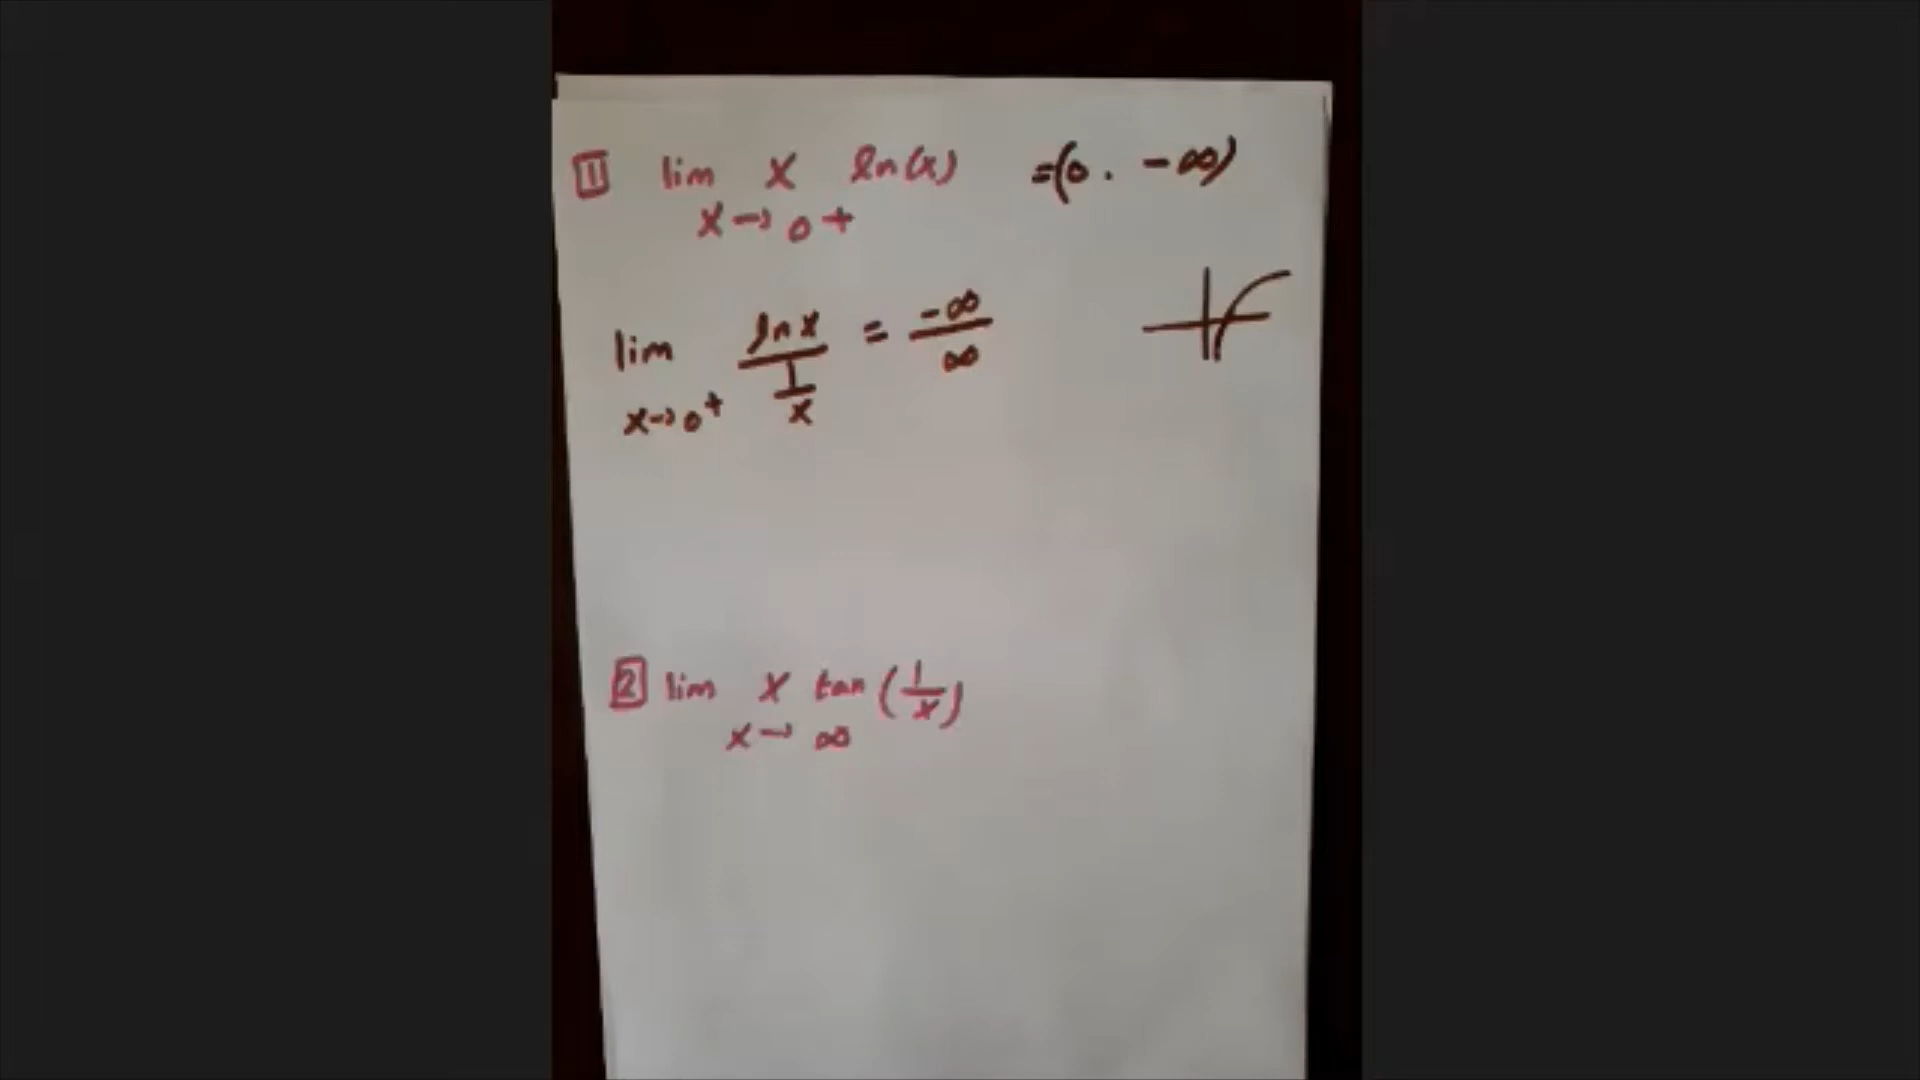 1 lim x ln(x) = (0 . -∞)
x→0+
lim ln x / 1/x = -∞/∞
x→0+
2 lim x tan (1/x)
x→∞